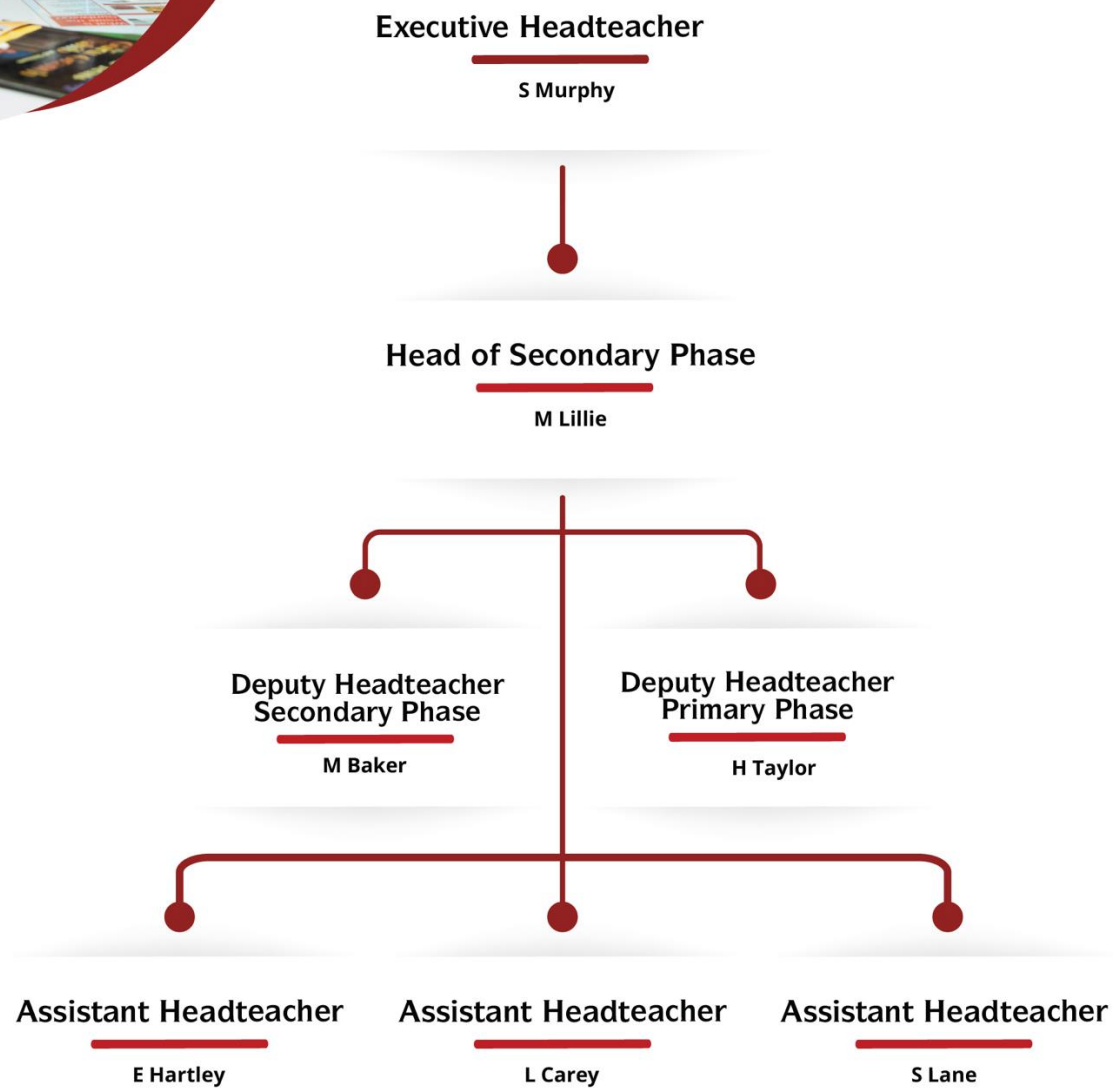 Executive Headteacher
S Murphy
Head of Secondary Phase
M Lillie
Deputy Headteacher
Secondary Phase
M Baker
Deputy Headteacher
Primary Phase
H Taylor
Assistant Headteacher
E Hartley
Assistant Headteacher
L Carey
Assistant Headteacher
S Lane